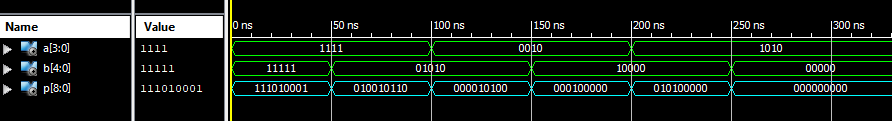 Name Value 0 ns 50 ns 100 ns 150 ns 200 ns 250 ns 300 ns
a[3:0] 1111 1111 0010 1010
b[4:0] 11111 11111 01010 10000 00000
p[8:0] 111010001 111010001 010010110 000010100 000100000 010100000 000000000